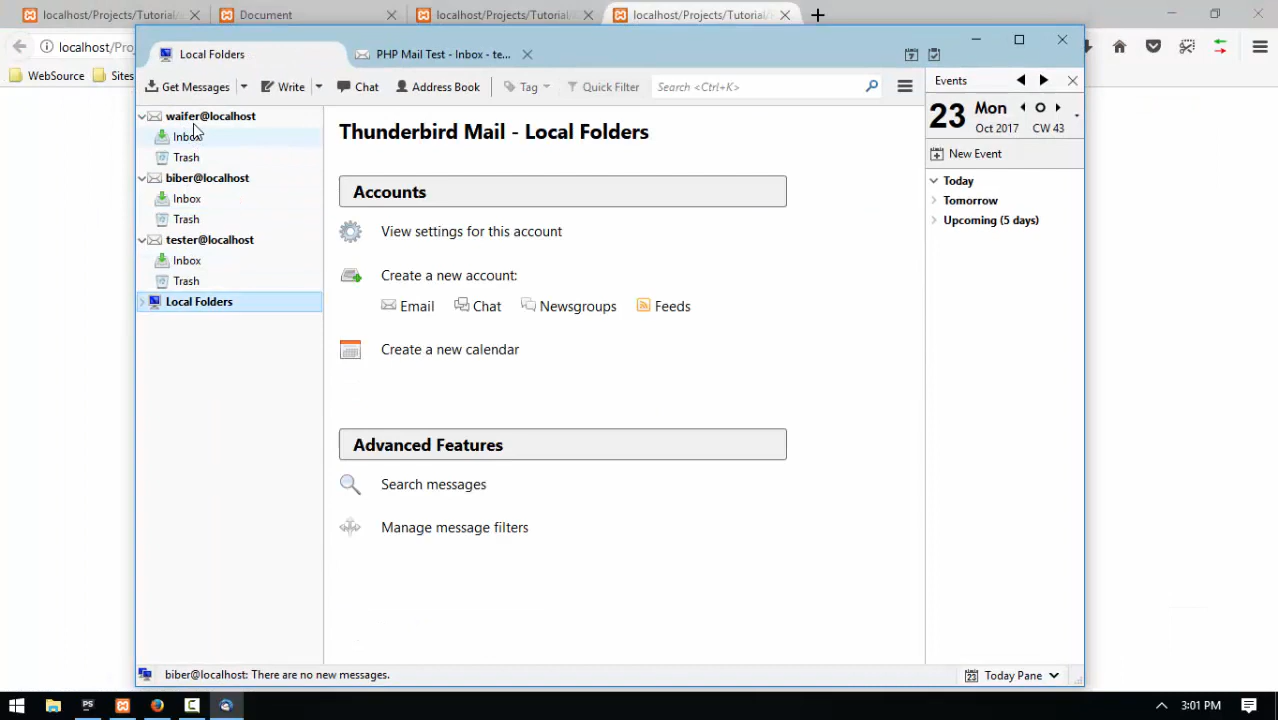 localhost/Projects/Tutorial/
Document
localhost/Projects/Tutorial/
localhost/Projects/Tutorial/
localhost/Pro
WebSource
Sites
Local Folders
PHP Mail Test - Inbox - te...
Get Messages
Write
Chat
Address Book
Tag
Quick Filter
Search <Ctrl+K>
Events
23
Mon
Oct 2017
CW 43
New Event
Today
Tomorrow
Upcoming (5 days)
waifer@localhost
Inbox
Trash
biber@localhost
Inbox
Trash
tester@localhost
Inbox
Trash
Local Folders
Thunderbird Mail - Local Folders
Accounts
View settings for this account
Create a new account:
Email
Chat
Newsgroups
Feeds
Create a new calendar
Advanced Features
Search messages
Manage message filters
biber@localhost: There are no new messages.
23
Today Pane
PS
3:01 PM